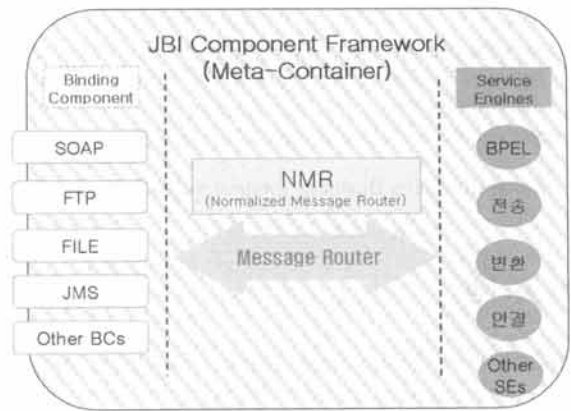 JBI Component Framework
(Meta-Container)
Binding
Component
SOAP
FTP
FILE
JMS
Other BCs
NMR
(Normalized Message Router)
Message Router
Service
Engines
BPEL
전송
변환
연결
Other
SEs